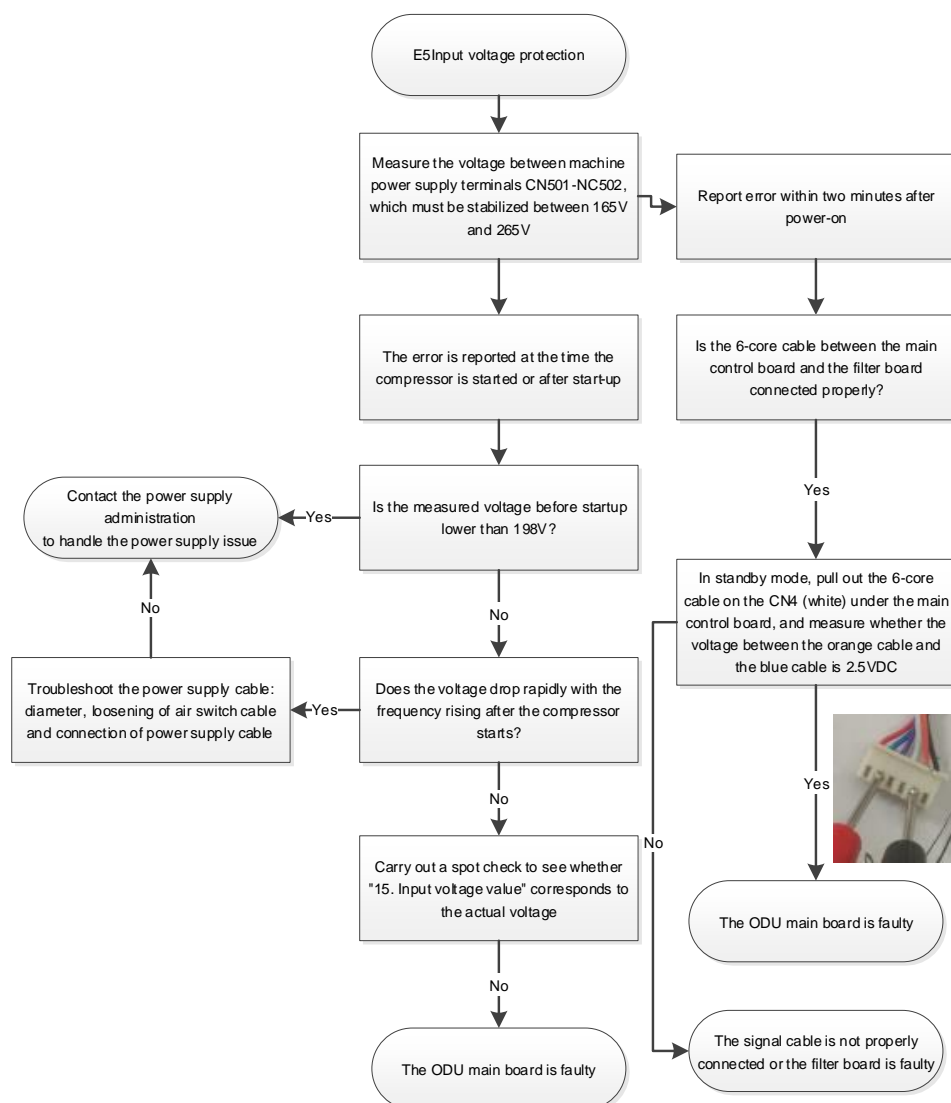 E5Input voltage protection
Measure the voltage between machine
power supply terminals CN501-NC502,
which must be stabilized between 165V
and 265V
Report error within two minutes after
power-on
The error is reported at the time the
compressor is started or after start-up
Is the 6-core cable between the main
control board and the filter board
connected properly?
Contact the power supply
administration
to handle the power supply issue
Yes
Is the measured voltage before startup
lower than 198V?
Yes
No
No
In standby mode, pull out the 6-core
cable on the CN4 (white) under the main
control board, and measure whether the
voltage between the orange cable and
the blue cable is 2.5VDC
Troubleshoot the power supply cable:
diameter, loosening of air switch cable
and connection of power supply cable
Yes
Does the voltage drop rapidly with the
frequency rising after the compressor
starts?
Yes
No
No
Carry out a spot check to see whether
"15. Input voltage value" corresponds to
the actual voltage
The ODU main board is faulty
No
The ODU main board is faulty
The signal cable is not properly
connected or the filter board is faulty